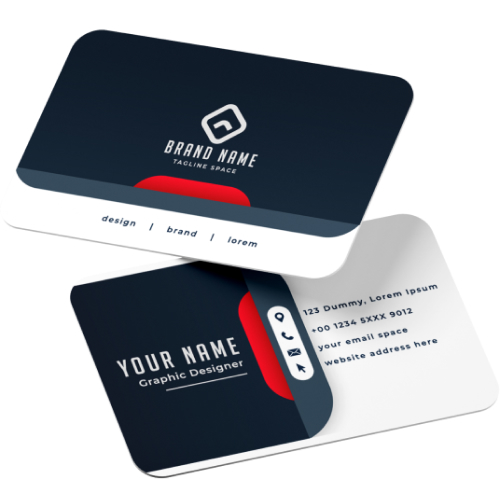 BRAND NAME
TAGLINE SPACE
design | brand | lorem
YOUR NAME
Graphic Designer
123 Dummy, Lorem Ipsum
+00 1234 5XXX 9012
your email space
website address here